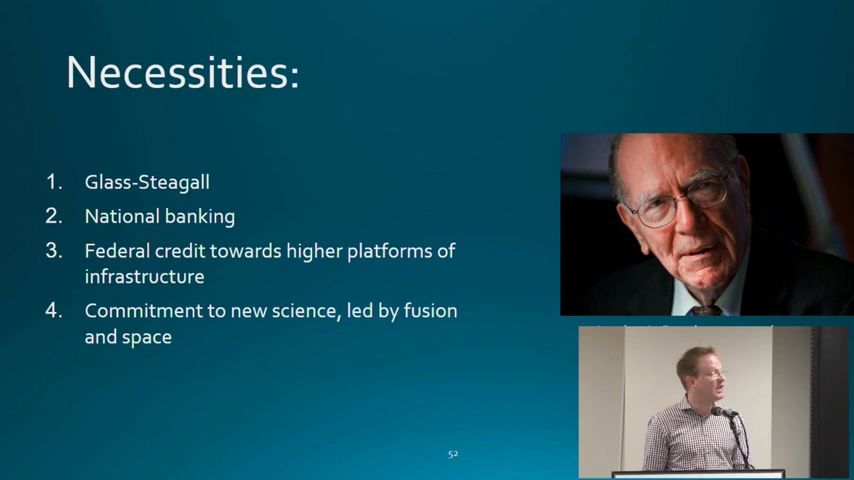 Necessities:
1. Glass-Steagall
2. National banking
3. Federal credit towards higher platforms of
infrastructure
4. Commitment to new science, led by fusion
and space
52